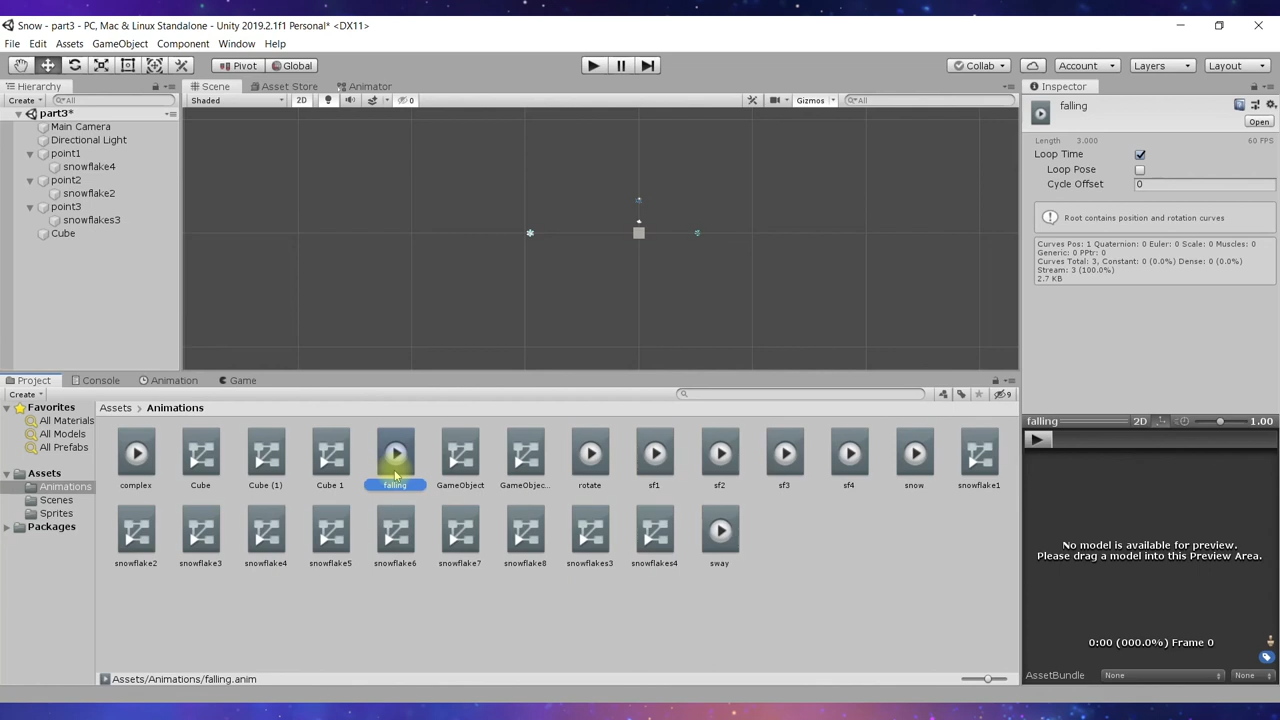 Snow - part3 - PC, Mac & Linux Standalone - Unity 2019.2.1f1 Personal* <DX11>
File Edit Assets GameObject Component Window Help
Pivot Global Collab Account Layers Layout
Hierarchy Scene Asset Store Animator Inspector
Create All Shaded 2D 0 Gizmos All falling
Open
part3*
Main Camera
Directional Light
point1
snowflake4
point2
snowflake2
point3
snowflakes3
Cube
Length 3.000 60 FPS
Loop Time
Loop Pose
Cycle Offset 0
Root contains position and rotation curves
Curves Pos: 1 Quaternion: 0 Euler: 0 Scale: 0 Muscles: 0
Generic: 0 PPtr: 0
Curves Total: 3, Constant: 0 (0.0%) Dense: 0 (0.0%)
Stream: 3 (100.0%)
2.7 KB
Project Console Animation Game
Create 9
Favorites
All Materials
All Models
All Prefabs
Assets
Animations
Scenes
Sprites
Packages
Assets > Animations
complex Cube Cube (1) Cube 1 falling GameObject GameObjec... rotate sf1 sf2 sf3 sf4 snow snowflake1
snowflake2 snowflake3 snowflake4 snowflake5 snowflake6 snowflake7 snowflake8 snowflakes3 snowflakes4 sway
Assets/Animations/falling.anim
falling 2D 1.00
No model is available for preview.
Please drag a model into this Preview Area.
0:00 (000.0%) Frame 0
AssetBundle None None